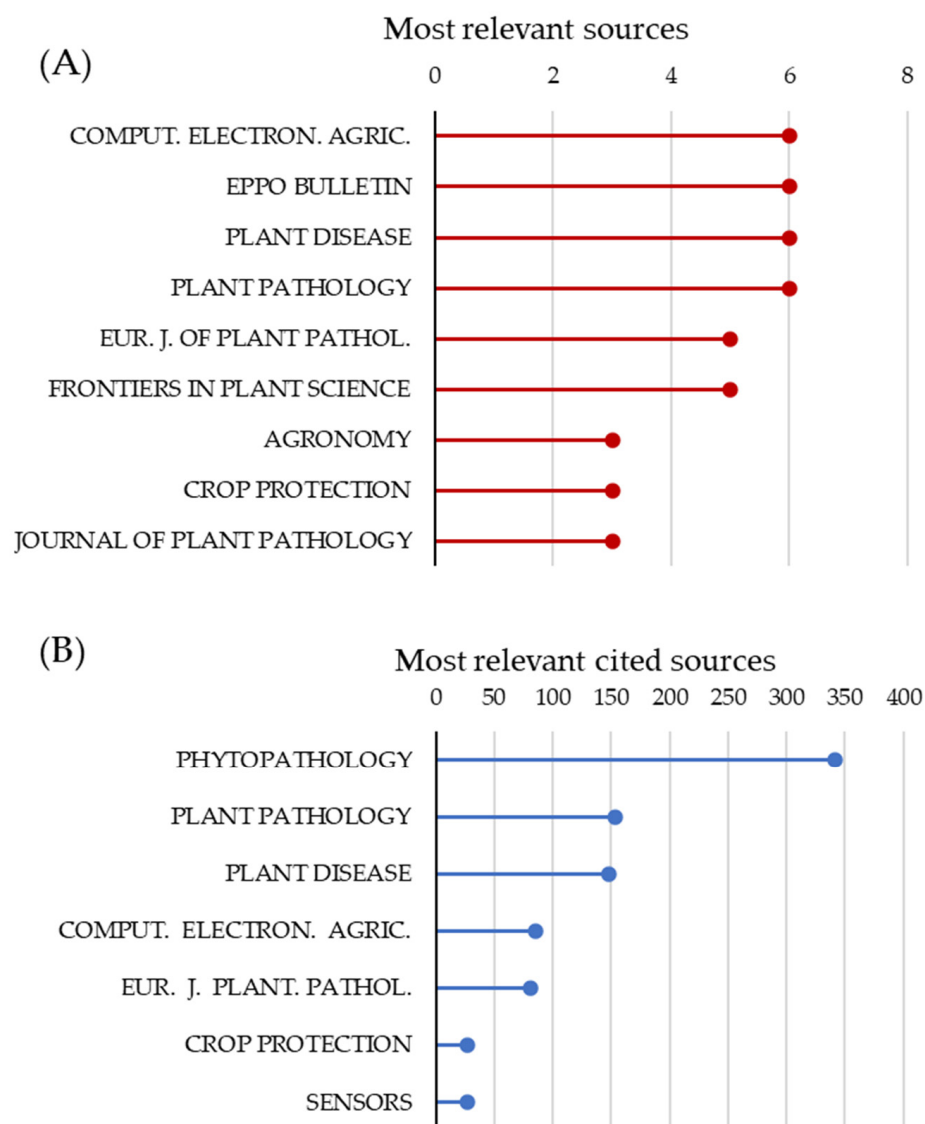 Most relevant sources
(A)
0 2 4 6 8
COMPUT. ELECTRON. AGRIC.
EPPO BULLETIN
PLANT DISEASE
PLANT PATHOLOGY
EUR. J. OF PLANT PATHOL.
FRONTIERS IN PLANT SCIENCE
AGRONOMY
CROP PROTECTION
JOURNAL OF PLANT PATHOLOGY
(B)
Most relevant cited sources
0 50 100 150 200 250 300 350 400
PHYTOPATHOLOGY
PLANT PATHOLOGY
PLANT DISEASE
COMPUT. ELECTRON. AGRIC.
EUR. J. PLANT. PATHOL.
CROP PROTECTION
SENSORS